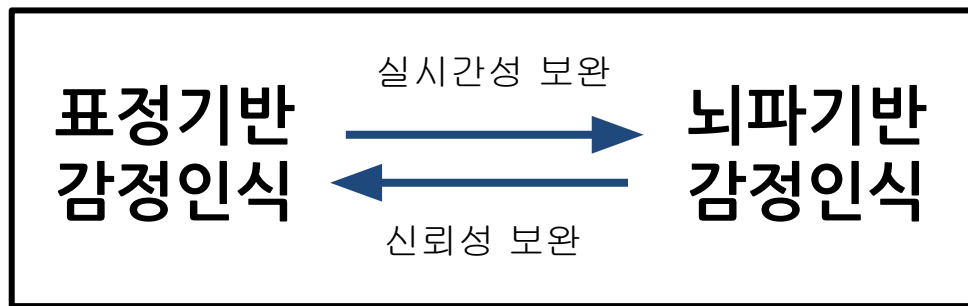 표정기반
감정인식
실시간성 보완
신뢰성 보완
뇌파기반
감정인식